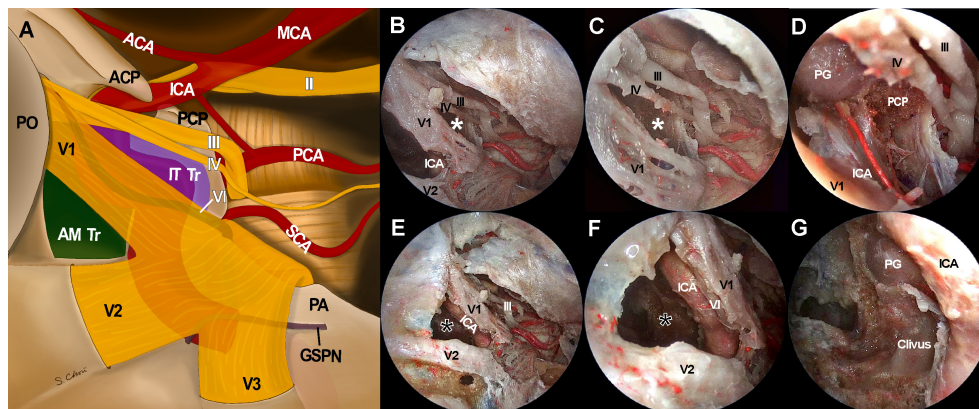 A
ACA
MCA
ACP
II
ICA
PO
PCP
III
V1
PCA
IV
IT Tr
VI
AM Tr
SCA
V2
PA
GSPN
V3
S. Choi
B
III
IV
V1
*
ICA
V2
C
III
IV
*
V1
D
III
IV
PG
PCP
ICA
V1
E
III
V1
ICA
*
V2
F
ICA
V1
VI
*
V2
G
ICA
PG
Clivus